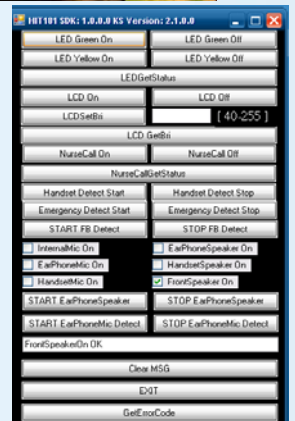 HIT101 SDK: 1.0.0.0 KS Version: 2.1.0.0
LED Green On LED Green Off
LED Yellow On LED Yellow Off
LEDGetStatus
LCD On LCD Off
LCDSetBri [ 40-255 ]
LCD GetBri
NurseCall On NurseCall Off
NurseCallGetStatus
Handset Detect Start Handset Detect Stop
Emergency Detect Start Emergency Detect Stop
START FB Detect STOP FB Detect
InternalMic On EarPhoneSpeaker On
EarPhoneMic On HandsetSpeaker On
HandsetMic On FrontSpeaker On
START EarPhoneSpeaker STOP EarPhoneSpeaker
START EarPhoneMic Detect STOP EarPhoneMic Detect
FrontSpeakerOn OK
Clear MSG
EXIT
GetErrorCode